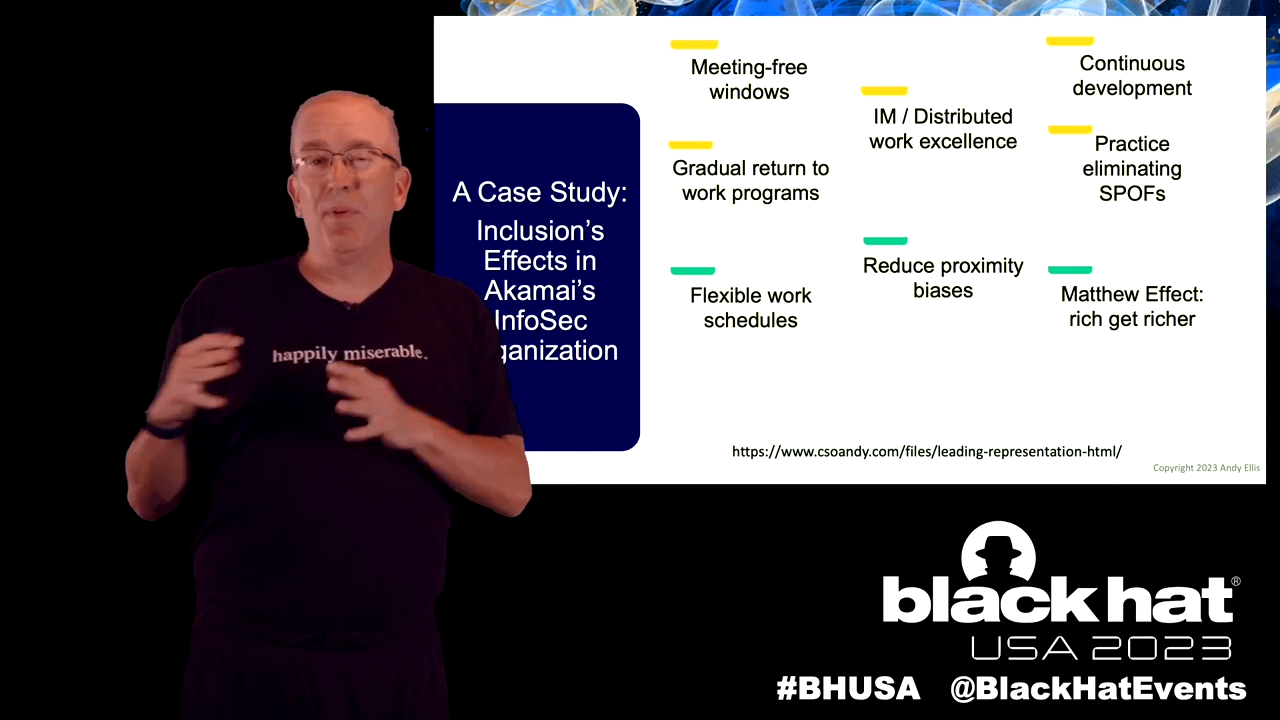 A Case Study:
Inclusion's
Effects in
Akamai's
InfoSec
ganization
Meeting-free
windows
Gradual return to
work programs
Flexible work
schedules
IM / Distributed
work excellence
Reduce proximity
biases
Continuous
development
Practice
eliminating
SPOFs
Matthew Effect:
rich get richer
https://www.csoandy.com/files/leading-representation-html/
Copyright 2023 Andy Ellis
happily miserable.
black hat®
USA 2023
#BHUSA @BlackHatEvents